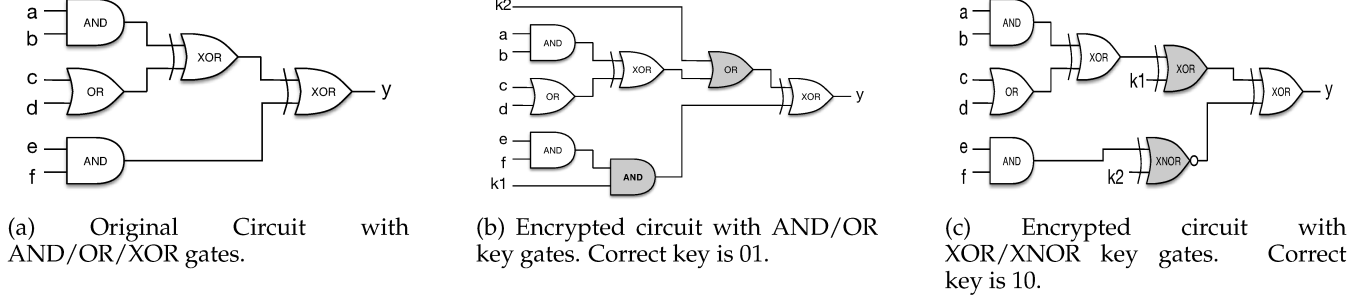 a
b
AND
c
d
OR
XOR
XOR
y
e
f
AND
(a) Original Circuit with
AND/OR/XOR gates.
k2
a
b
AND
c
d
OR
XOR
OR
XOR
y
e
f
AND
k1
AND
(b) Encrypted circuit with AND/OR
key gates. Correct key is 01.
a
b
AND
c
d
OR
XOR
k1
XOR
XOR
y
e
f
AND
k2
XNOR
(c) Encrypted circuit with
XOR/XNOR key gates. Correct
key is 10.